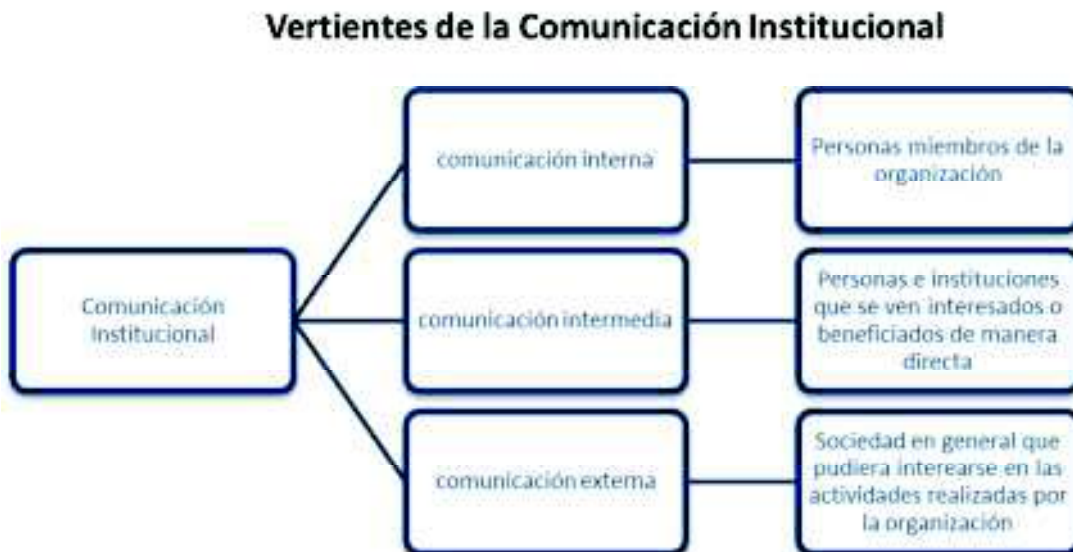 Vertientes de la Comunicación Institucional
comunicación interna
Personas miembros de la
organización
Comunicación
Institucional
comunicación intermedia
Personas e instituciones
que se ven interesados o
beneficiados de manera
directa
comunicación externa
Sociedad en general que
pudiera interearse en las
actividades realizadas por
la organización